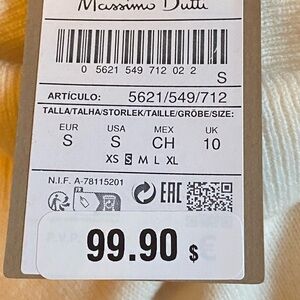 Massimo Dutti
0 5621 549 712 02 2
S
ARTÍCULO: 5621/549/712
TALLA/TALHA/STORLEK/TAILLE/GRÖßE/SIZE:
EUR USA MEX UK
S S CH 10
XS S M L XL
N.I.F. A-78115201
EAC
99.90 $